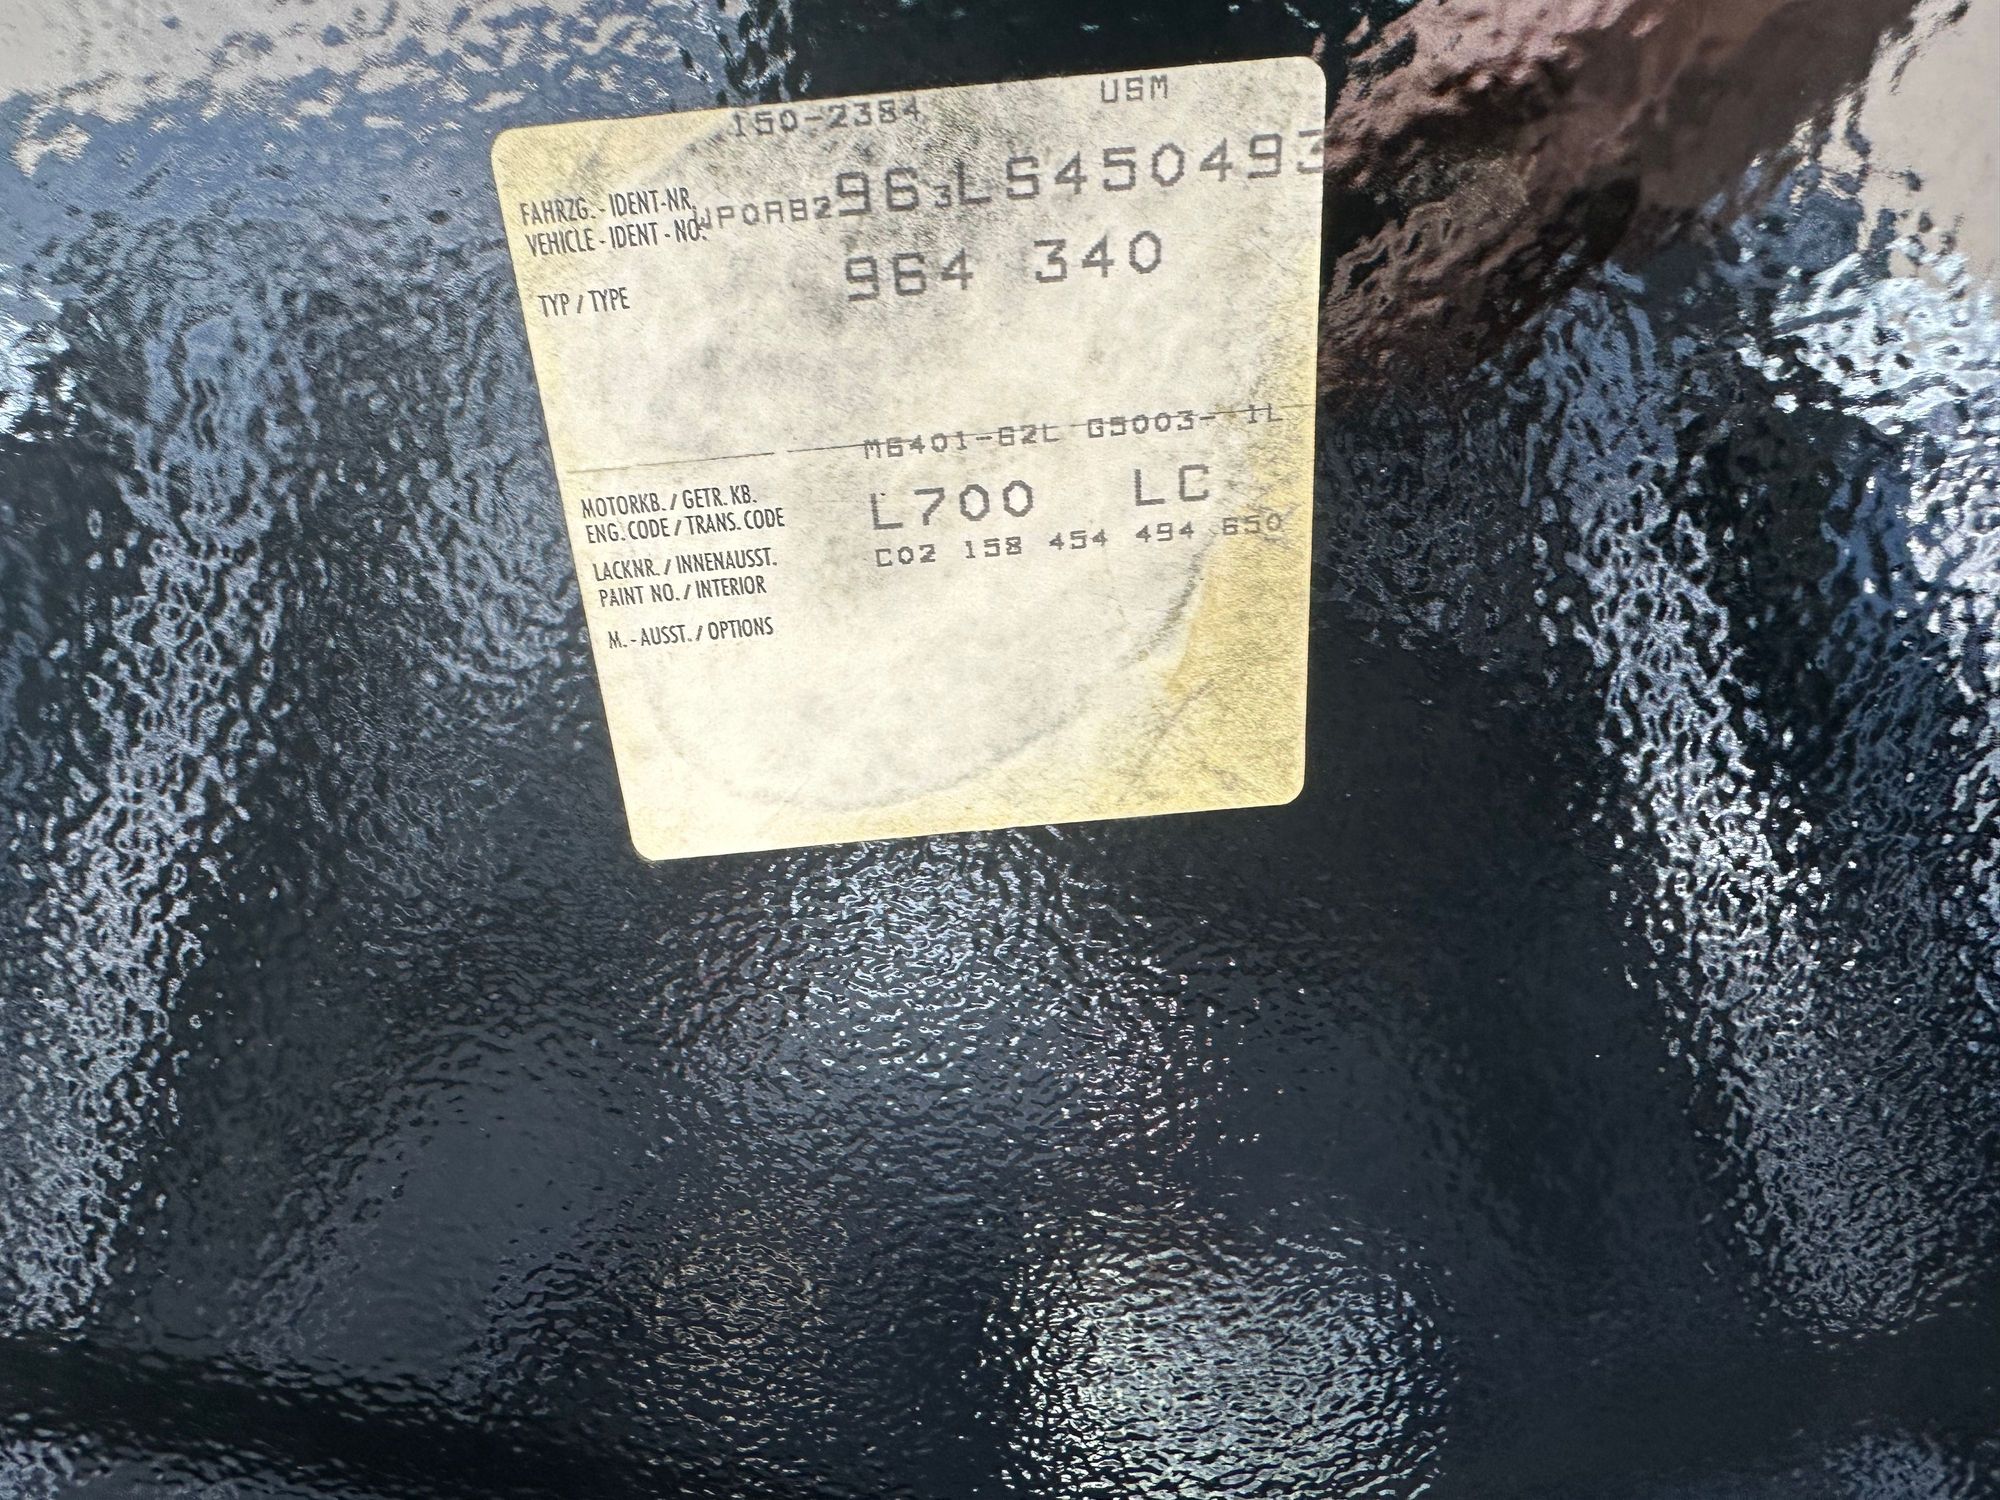 150-2384 USM
FAHRZG.-IDENT-NR.
VEHICLE-IDENT-NO. WP0AB2963LS450493
TYP / TYPE 964 340
M6401-62L G5003- 1L
MOTORKB. / GETR. KB.
ENG. CODE / TRANS. CODE L700 LC
LACKNR. / INNENAUSST. C02 158 454 494 650
PAINT NO. / INTERIOR
M.-AUSST. / OPTIONS